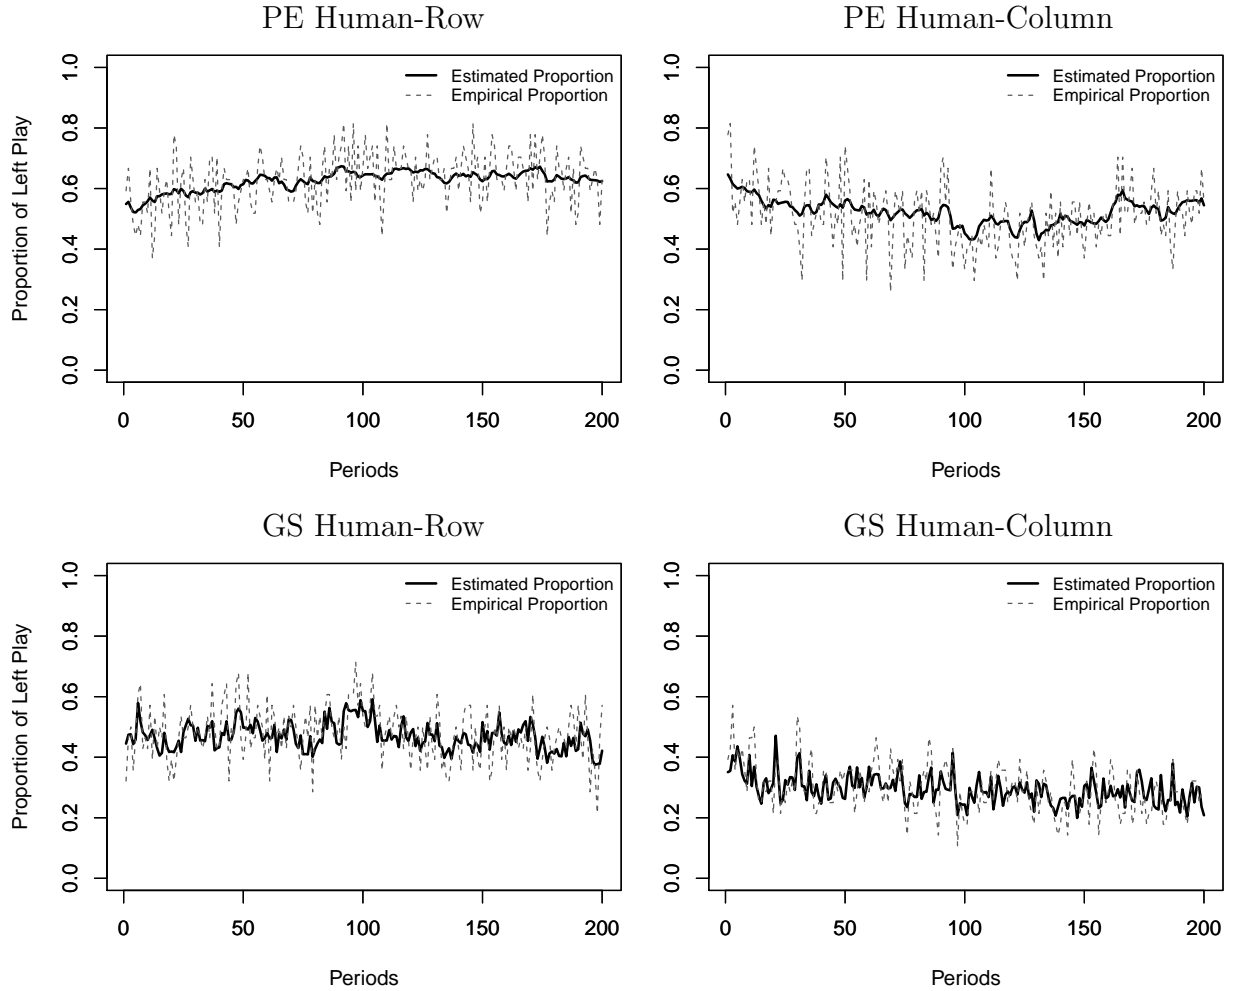 PE Human-Row
PE Human-Column
1.0
0.8
0.6
0.4
0.2
0.0
Proportion of Left Play
Estimated Proportion
Empirical Proportion
0 50 100 150 200
Periods
1.0
0.8
0.6
0.4
0.2
0.0
Estimated Proportion
Empirical Proportion
0 50 100 150 200
Periods
GS Human-Row
GS Human-Column
1.0
0.8
0.6
0.4
0.2
0.0
Proportion of Left Play
Estimated Proportion
Empirical Proportion
0 50 100 150 200
Periods
1.0
0.8
0.6
0.4
0.2
0.0
Estimated Proportion
Empirical Proportion
0 50 100 150 200
Periods